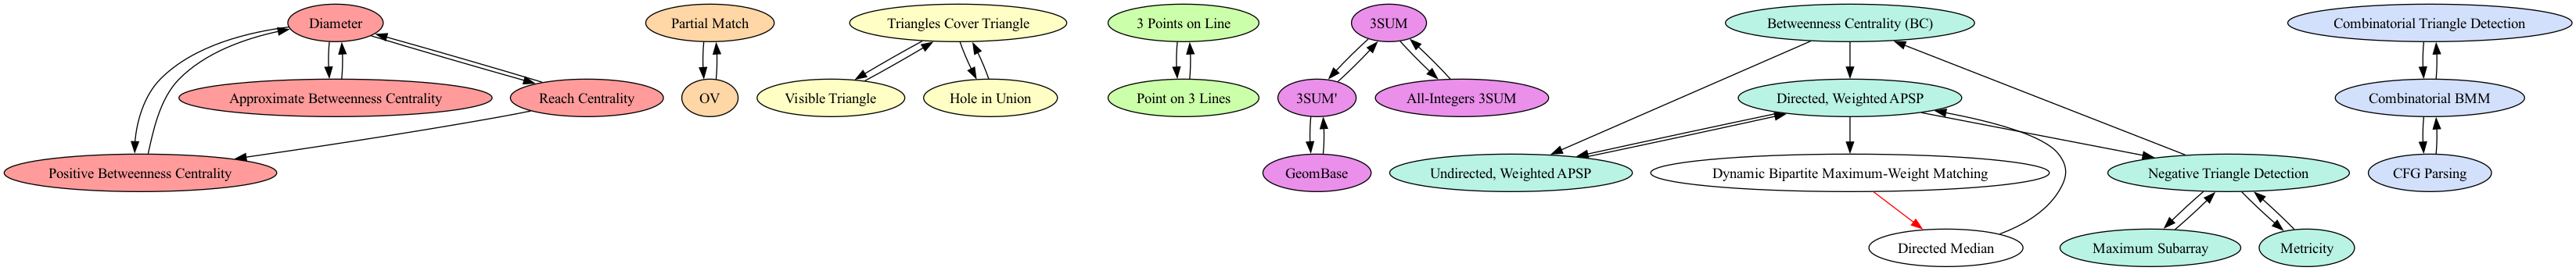 Diameter
Partial Match
Triangles Cover Triangle
3 Points on Line
3SUM
Betweenness Centrality (BC)
Combinatorial Triangle Detection
Approximate Betweenness Centrality
Reach Centrality
OV
Visible Triangle
Hole in Union
Point on 3 Lines
3SUM'
All-Integers 3SUM
Directed, Weighted APSP
Combinatorial BMM
Positive Betweenness Centrality
GeomBase
Undirected, Weighted APSP
Dynamic Bipartite Maximum-Weight Matching
Negative Triangle Detection
CFG Parsing
Directed Median
Maximum Subarray
Metricity